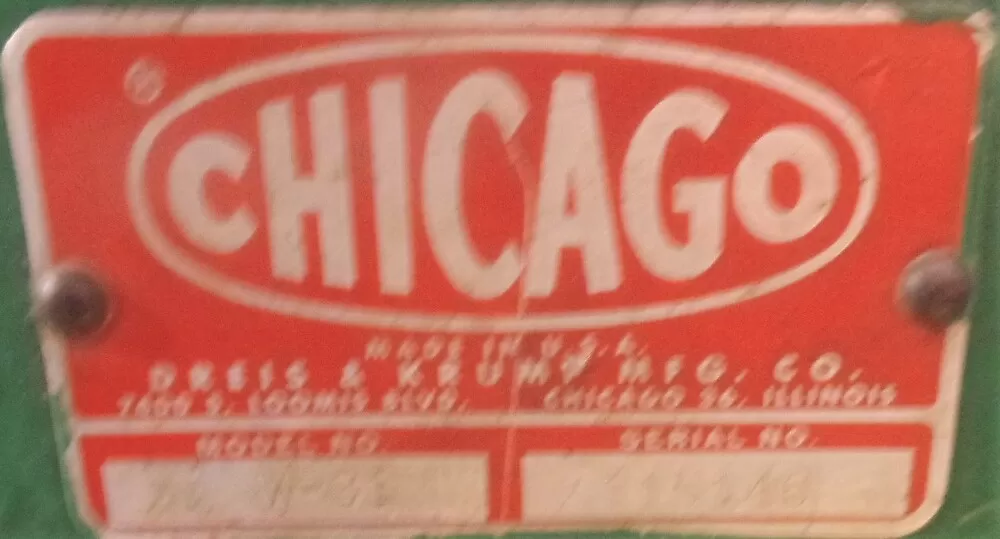 ®
CHICAGO
MADE IN U.S.A.
DREIS & KRUMP MFG. CO.
7400 S. LOOMIS BLVD. CHICAGO 36, ILLINOIS
MODEL NO. SERIAL NO.